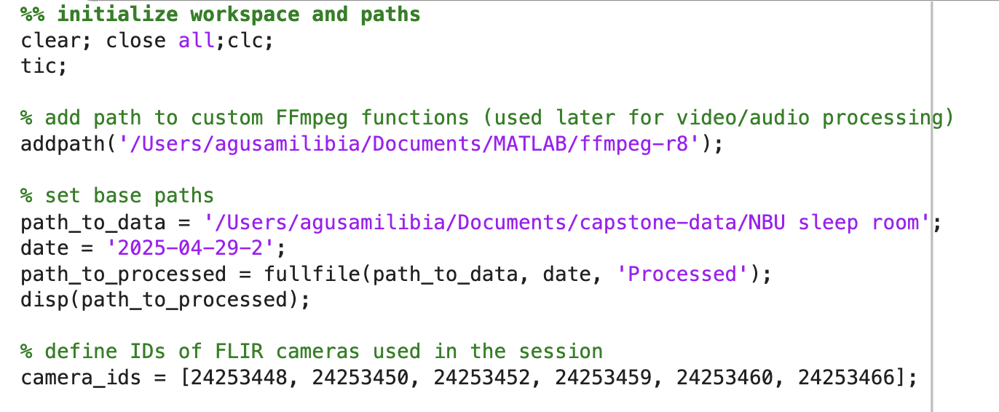 %% initialize workspace and paths
clear; close all;clc;
tic;
% add path to custom FFmpeg functions (used later for video/audio processing)
addpath('/Users/agusamilibia/Documents/MATLAB/ffmpeg-r8');
% set base paths
path_to_data = '/Users/agusamilibia/Documents/capstone-data/NBU sleep room';
date = '2025-04-29-2';
path_to_processed = fullfile(path_to_data, date, 'Processed');
disp(path_to_processed);
% define IDs of FLIR cameras used in the session
camera_ids = [24253448, 24253450, 24253452, 24253459, 24253460, 24253466];